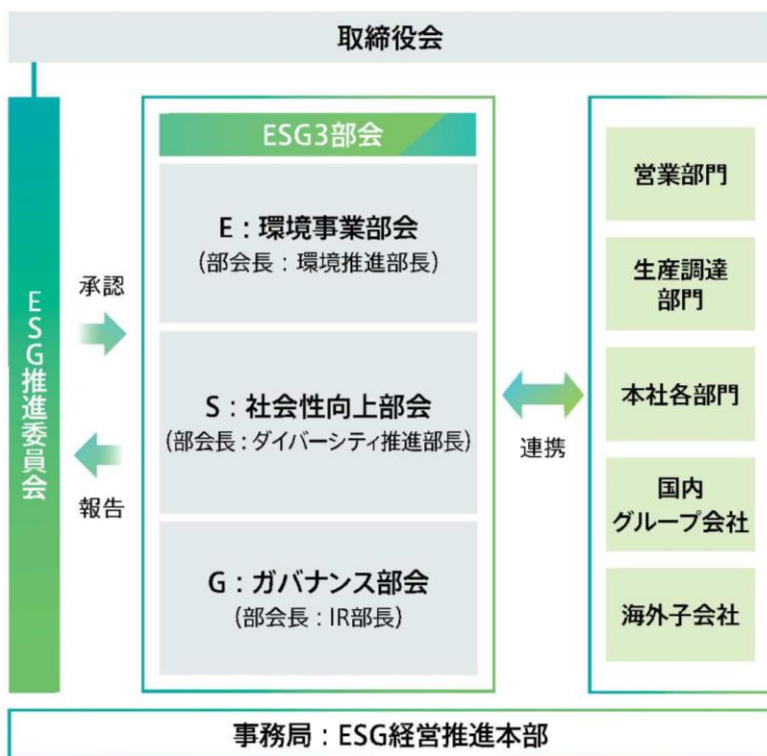 取締役会
ESG推進委員会
承認
報告
ESG3部会
E：環境事業部会
(部会長：環境推進部長)
S：社会性向上部会
(部会長：ダイバーシティ推進部長)
G：ガバナンス部会
(部会長：IR部長)
連携
営業部門
生産調達
部門
本社各部門
国内
グループ会社
海外子会社
事務局：ESG経営推進本部